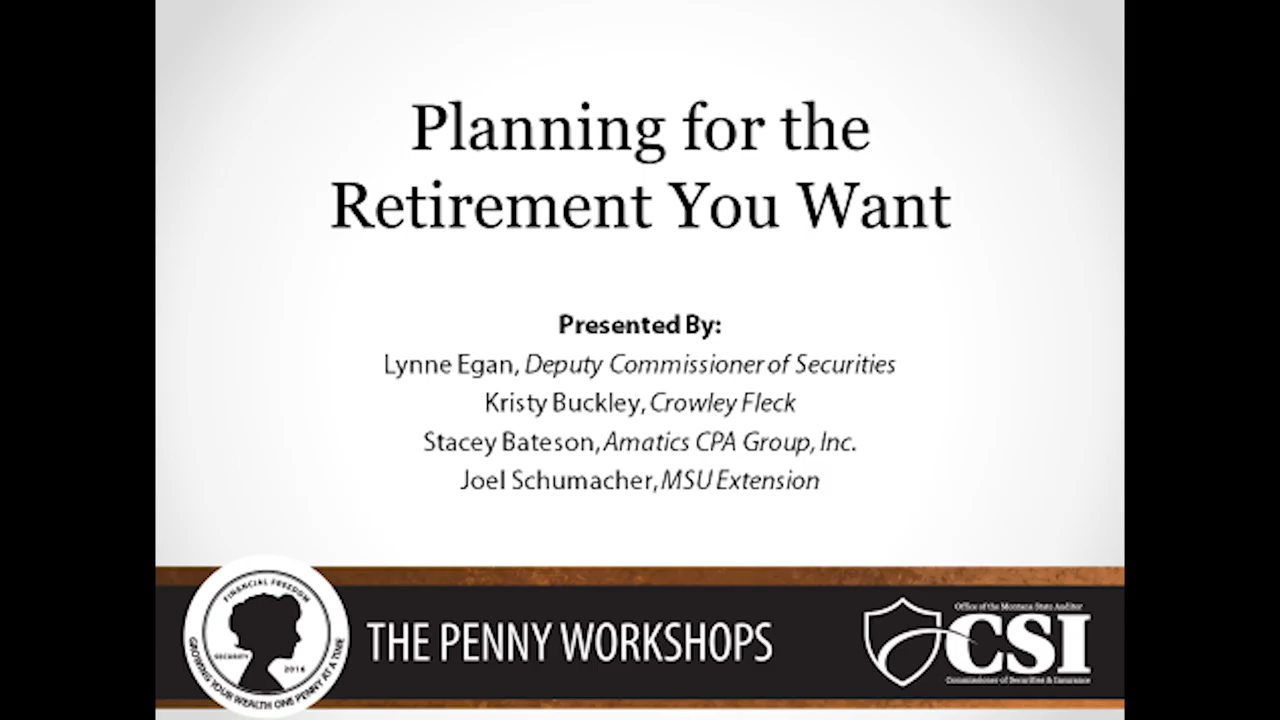 Planning for the
Retirement You Want
Presented By:
Lynne Egan, Deputy Commissioner of Securities
Kristy Buckley, Crowley Fleck
Stacey Bateson, Amatics CPA Group, Inc.
Joel Schumacher, MSU Extension
FINANCIAL FREEDOM
SECURITY
2016
GROWING YOUR WEALTH ONE PENNY AT A TIME
THE PENNY WORKSHOPS
Office of the Montana State Auditor
CSI
Commissioner of Securities & Insurance